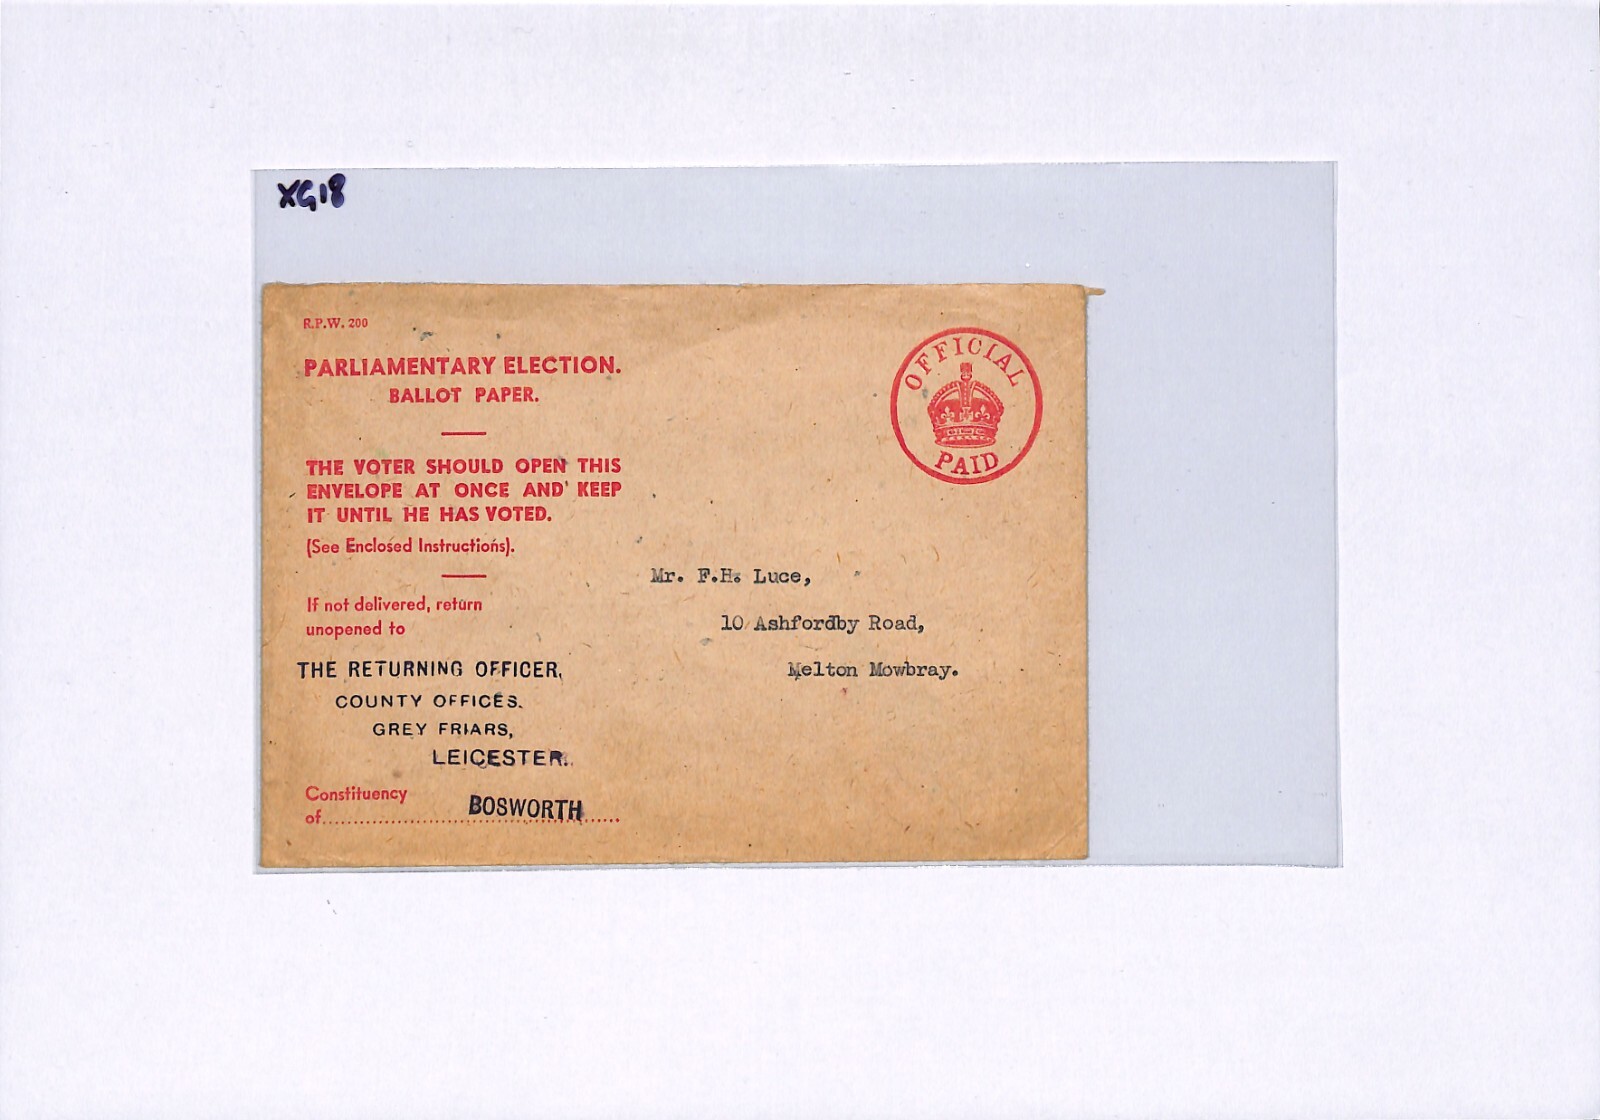 XG18
R.P.W. 200
PARLIAMENTARY ELECTION.
BALLOT PAPER.
THE VOTER SHOULD OPEN THIS
ENVELOPE AT ONCE AND KEEP
IT UNTIL HE HAS VOTED.
(See Enclosed Instructions).
If not delivered, return
unopened to
THE RETURNING OFFICER,
COUNTY OFFICES,
GREY FRIARS,
LEICESTER.
Constituency
of BOSWORTH
OFFICIAL
PAID
Mr. F.H. Luce,
10 Ashfordby Road,
Melton Mowbray.